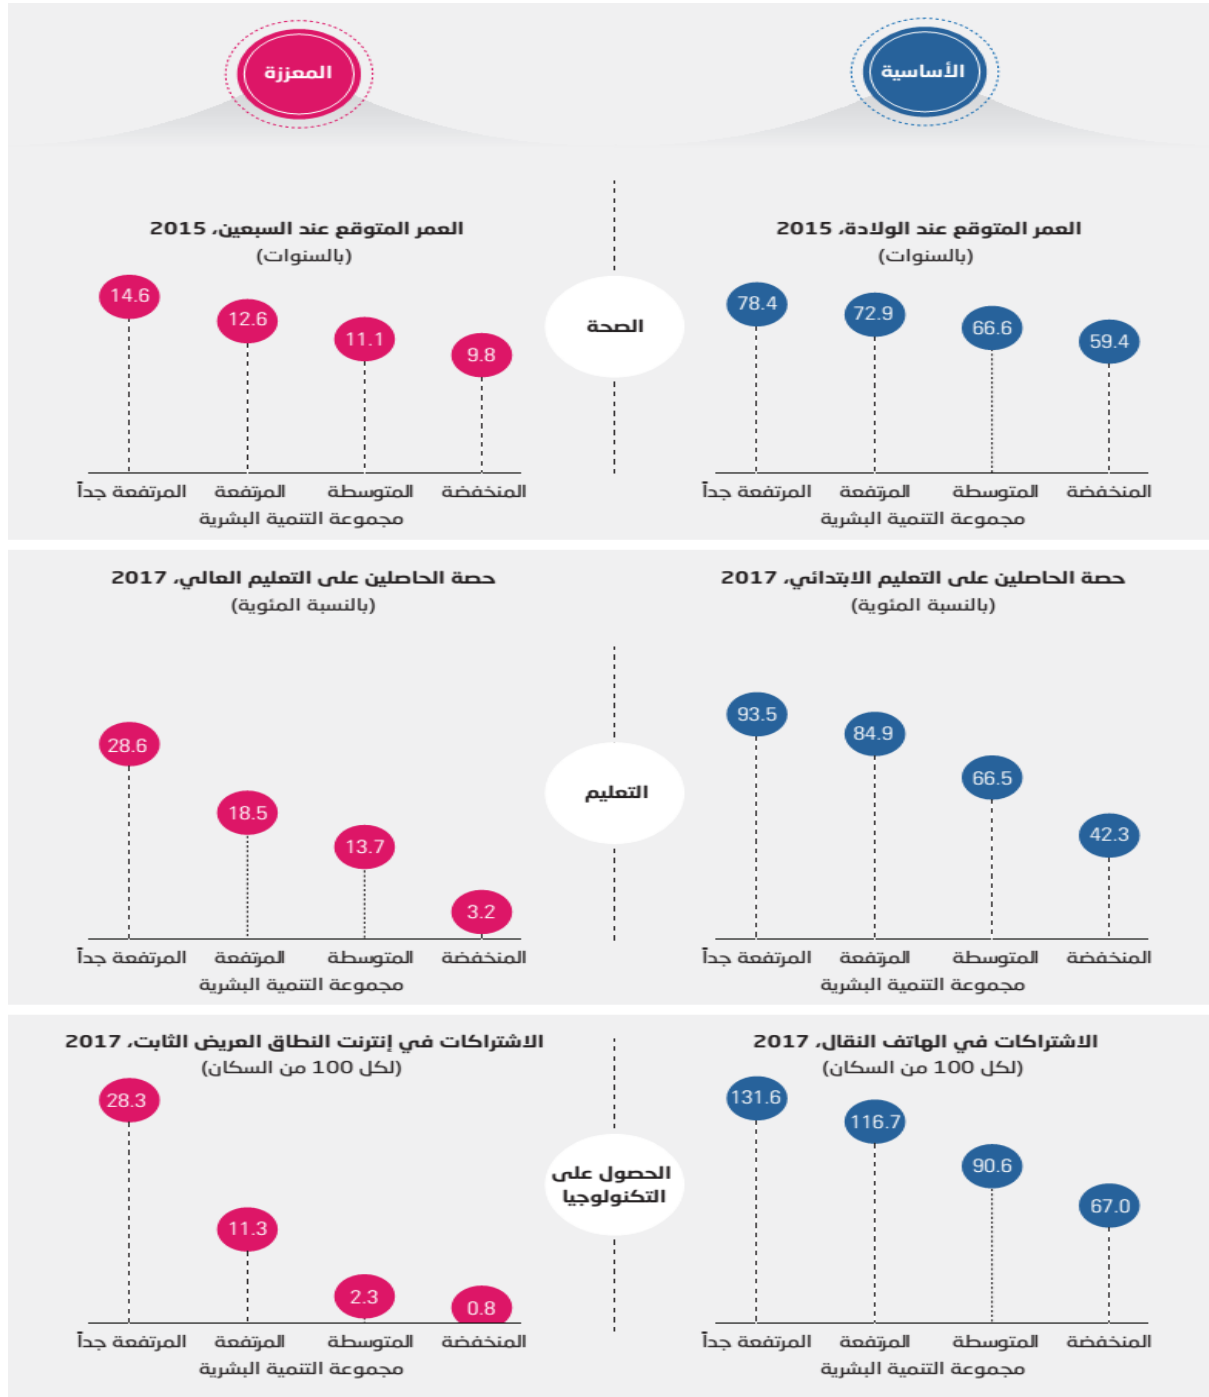 الأساسية
المعززة
العمر المتوقع عند الولادة، 2015
(بالسنوات)
59.4
66.6
72.9
78.4
المنخفضة المتوسطة المرتفعة المرتفعة جداً
مجموعة التنمية البشرية
الصحة
العمر المتوقع عند السبعين، 2015
(بالسنوات)
9.8
11.1
12.6
14.6
المنخفضة المتوسطة المرتفعة المرتفعة جداً
مجموعة التنمية البشرية
حصة الحاصلين على التعليم الابتدائي، 2017
(بالنسبة المئوية)
42.3
66.5
84.9
93.5
المنخفضة المتوسطة المرتفعة المرتفعة جداً
مجموعة التنمية البشرية
التعليم
حصة الحاصلين على التعليم العالي، 2017
(بالنسبة المئوية)
3.2
13.7
18.5
28.6
المنخفضة المتوسطة المرتفعة المرتفعة جداً
مجموعة التنمية البشرية
الاشتراكات في الهاتف النقال، 2017
(لكل 100 من السكان)
67.0
90.6
116.7
131.6
المنخفضة المتوسطة المرتفعة المرتفعة جداً
مجموعة التنمية البشرية
الحصول على
التكنولوجيا
الاشتراكات في إنترنت النطاق العريض الثابت، 2017
(لكل 100 من السكان)
0.8
2.3
11.3
28.3
المنخفضة المتوسطة المرتفعة المرتفعة جداً
مجموعة التنمية البشرية